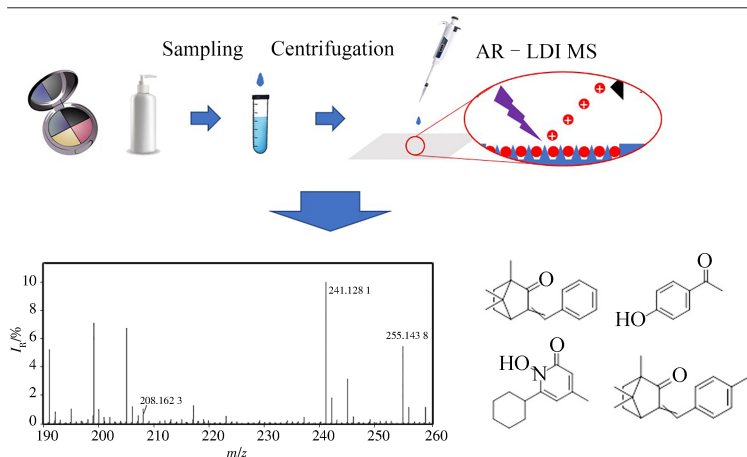 Sampling Centrifugation AR – LDI MS
10
8
6
4
2
0
I_R/%
241.128 1
255.143 8
208.162 3
190 200 210 220 230 240 250 260
m/z
O
O
HO
HO
N
O
O